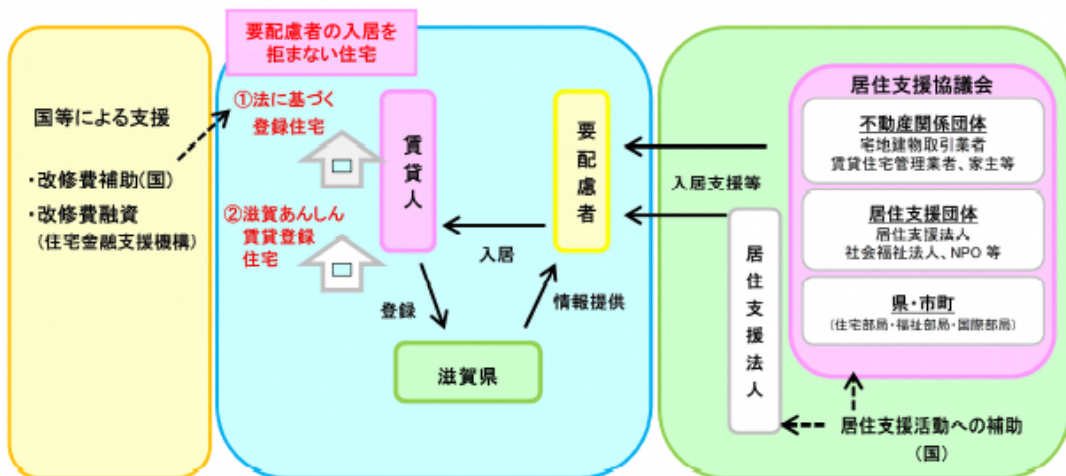 国等による支援
・改修費補助(国)
・改修費融資
(住宅金融支援機構)
要配慮者の入居を
拒まない住宅
①法に基づく
登録住宅
②滋賀あんしん
賃貸登録
住宅
賃貸人
要配慮者
入居
登録
情報提供
滋賀県
入居支援等
居住支援法人
居住支援協議会
不動産関係団体
宅地建物取引業者
賃貸住宅管理業者、家主等
居住支援団体
居住支援法人
社会福祉法人、NPO 等
県・市町
(住宅部局・福祉部局・国際部局)
居住支援活動への補助
(国)